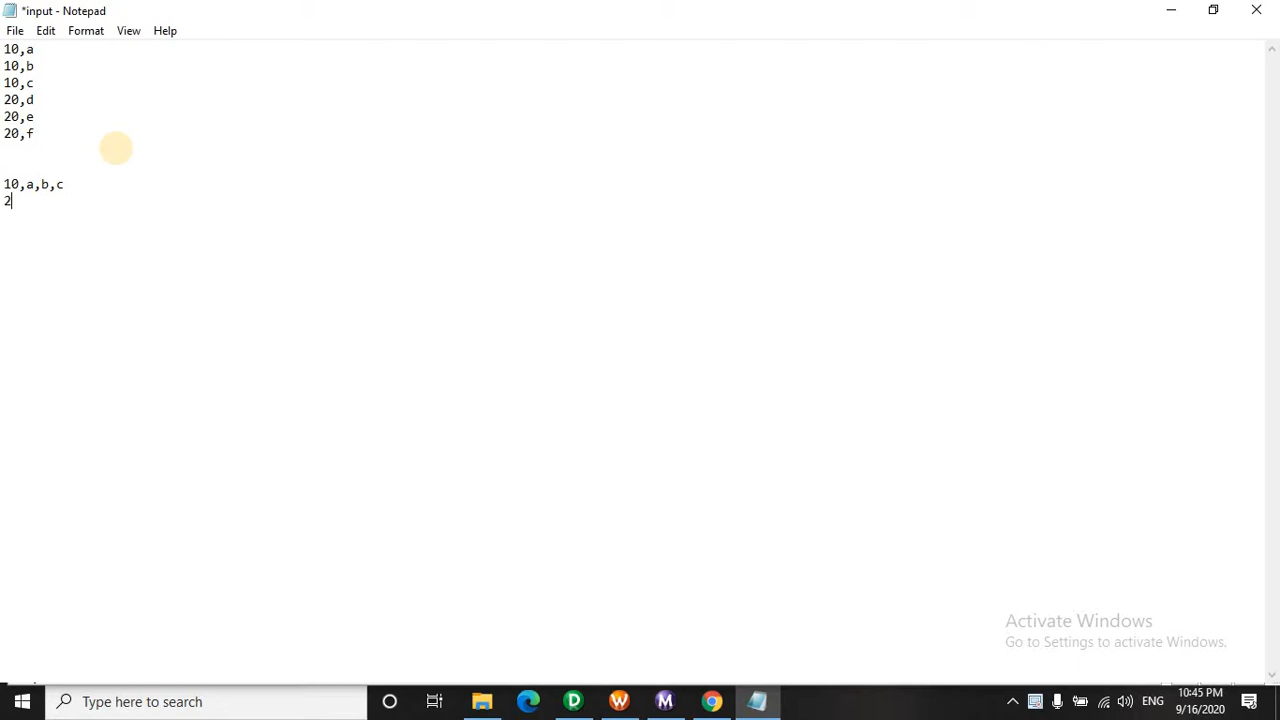 *input - Notepad
File Edit Format View Help
10,a
10,b
10,c
20,d
20,e
20,f
10,a,b,c
2
Activate Windows
Go to Settings to activate Windows.
Type here to search
D
W
M
ENG
10:45 PM
9/16/2020